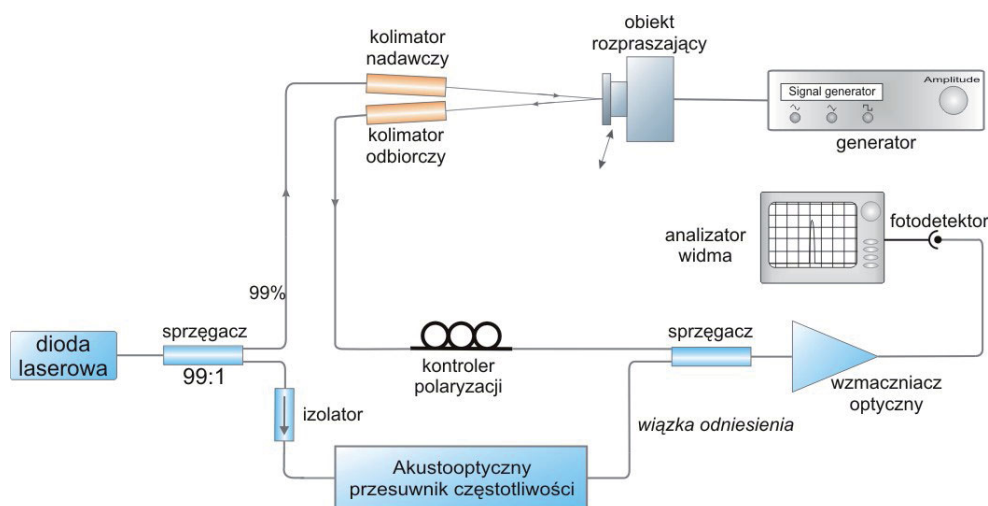 kolimator
nadawczy
kolimator
odbiorczy
obiekt
rozpraszający
Amplitude
Signal generator
generator
analizator
widma
fotodetektor
99%
dioda
laserowa
sprzęgacz
99:1
izolator
kontroler
polaryzacji
sprzęgacz
wzmacniacz
optyczny
wiązka odniesienia
Akustooptyczny
przesuwnik częstotliwości